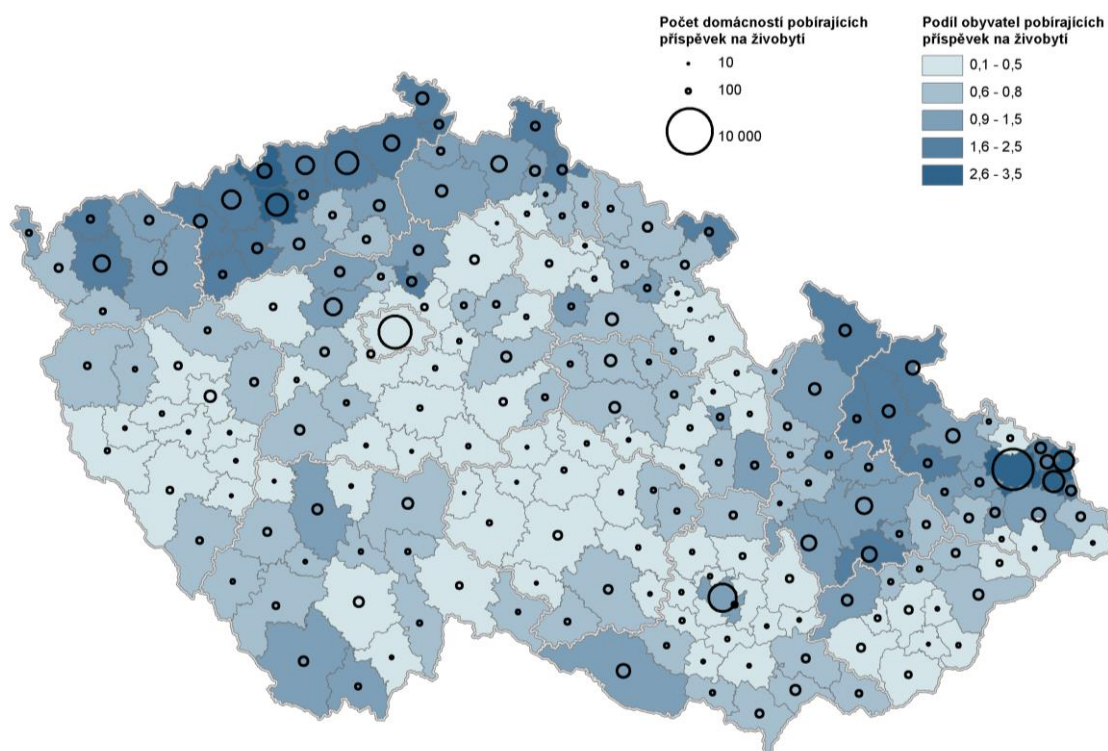 Počet domácností pobírajících
příspěvek na živobytí
10
100
10 000
Podíl obyvatel pobírajících
příspěvek na živobytí
0,1 - 0,5
0,6 - 0,8
0,9 - 1,5
1,6 - 2,5
2,6 - 3,5